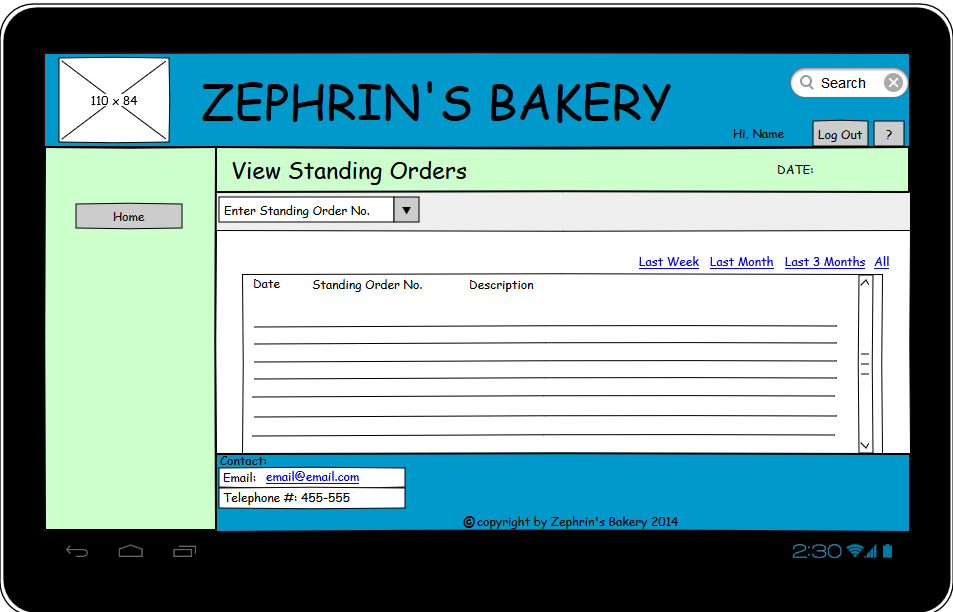 110 x 84
ZEPHRIN'S BAKERY
Search
Hi, Name
Log Out
?
View Standing Orders
DATE:
Home
Enter Standing Order No.
Last Week Last Month Last 3 Months All
Date Standing Order No. Description
Contact:
Email: email@email.com
Telephone #: 455-555
© copyright by Zephrin's Bakery 2014
2:30